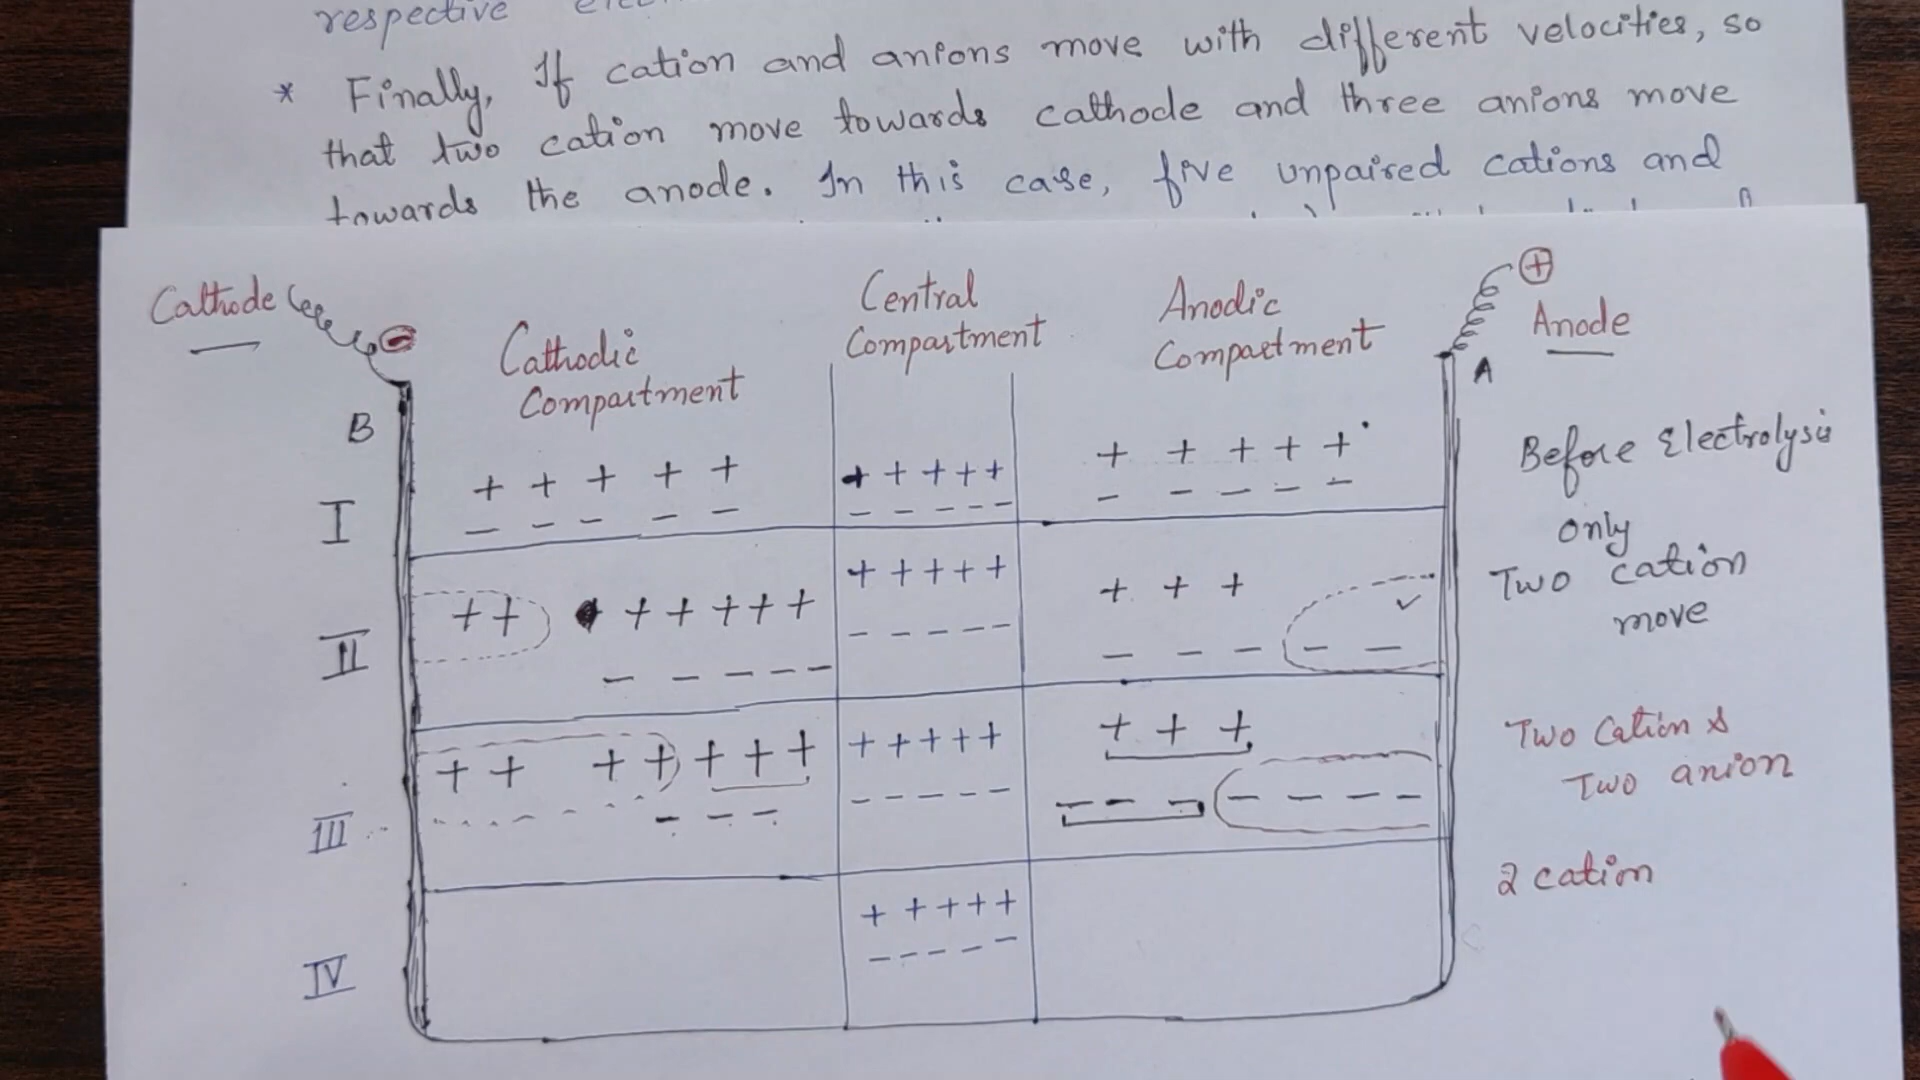 respective
* Finally, If cation and anions move with different velocities, so
that two cation move towards cathode and three anions move
towards the anode. In this case, five unpaired cations and
Cathode
-
Cathodic
Compartment
Central
Compartment
Anodic
Compartment
+
Anode
A
B
Before Electrolysis
I
+ + + + +
+ + + + +
+ + + + +
- - - - -
- - - - -
- - - - -
only
Two cation
move
II
+ + + + + + +
+ + + + +
+ + +
- - - - -
- - - - -
- - - - -
Two Cation &
Two anion
III
+ + + + + + +
+ + + + +
+ + +
- - -
- - - - -
- - - - - - -
2 cation
IV
+ + + + +
- - - - -